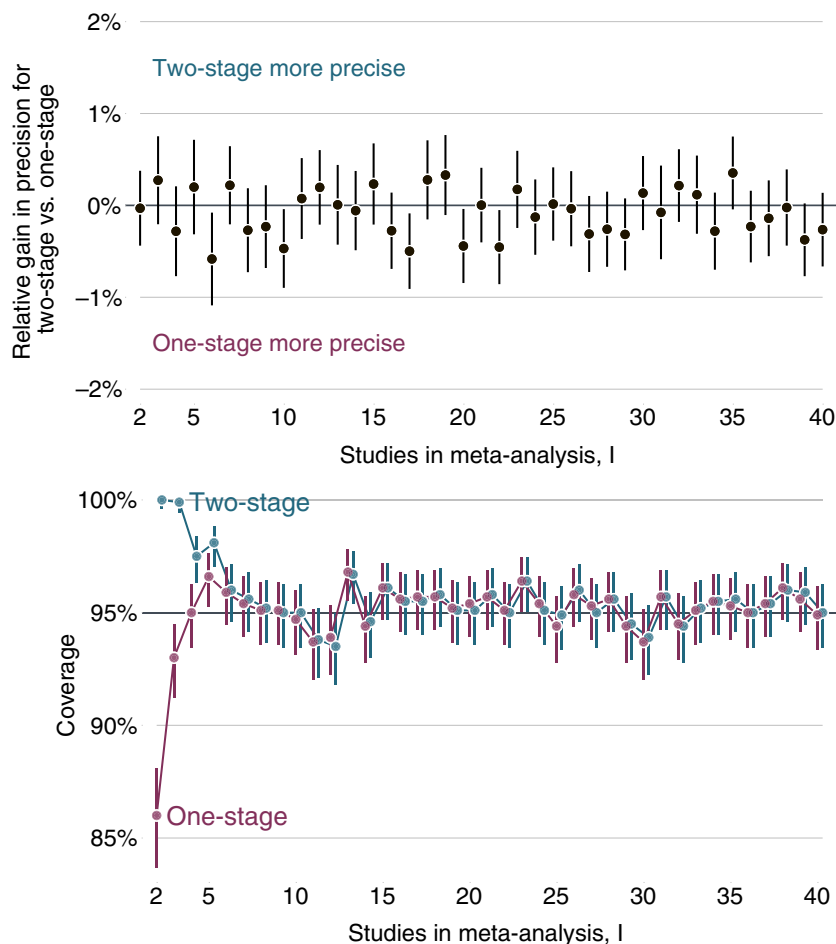 Relative gain in precision for
two-stage vs. one-stage
2%
1%
0%
−1%
−2%
Two-stage more precise
One-stage more precise
2 5 10 15 20 25 30 35 40
Studies in meta-analysis, I
Coverage
100%
95%
90%
85%
Two-stage
One-stage
2 5 10 15 20 25 30 35 40
Studies in meta-analysis, I